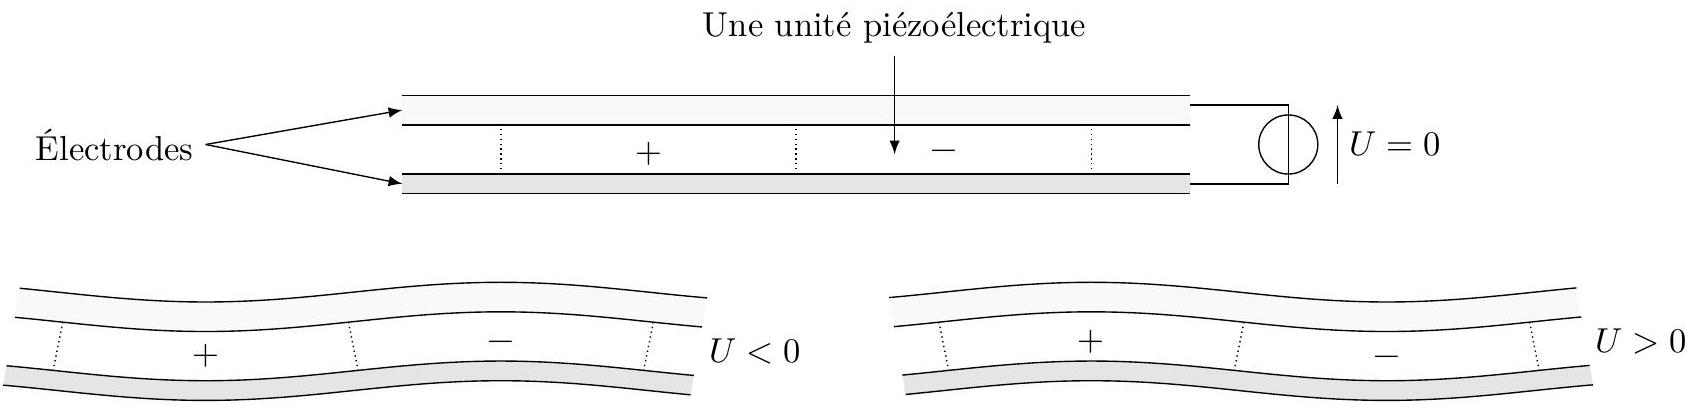 Une unité piézoélectrique
Électrodes
+
−
U = 0
+
−
U < 0
+
−
U > 0